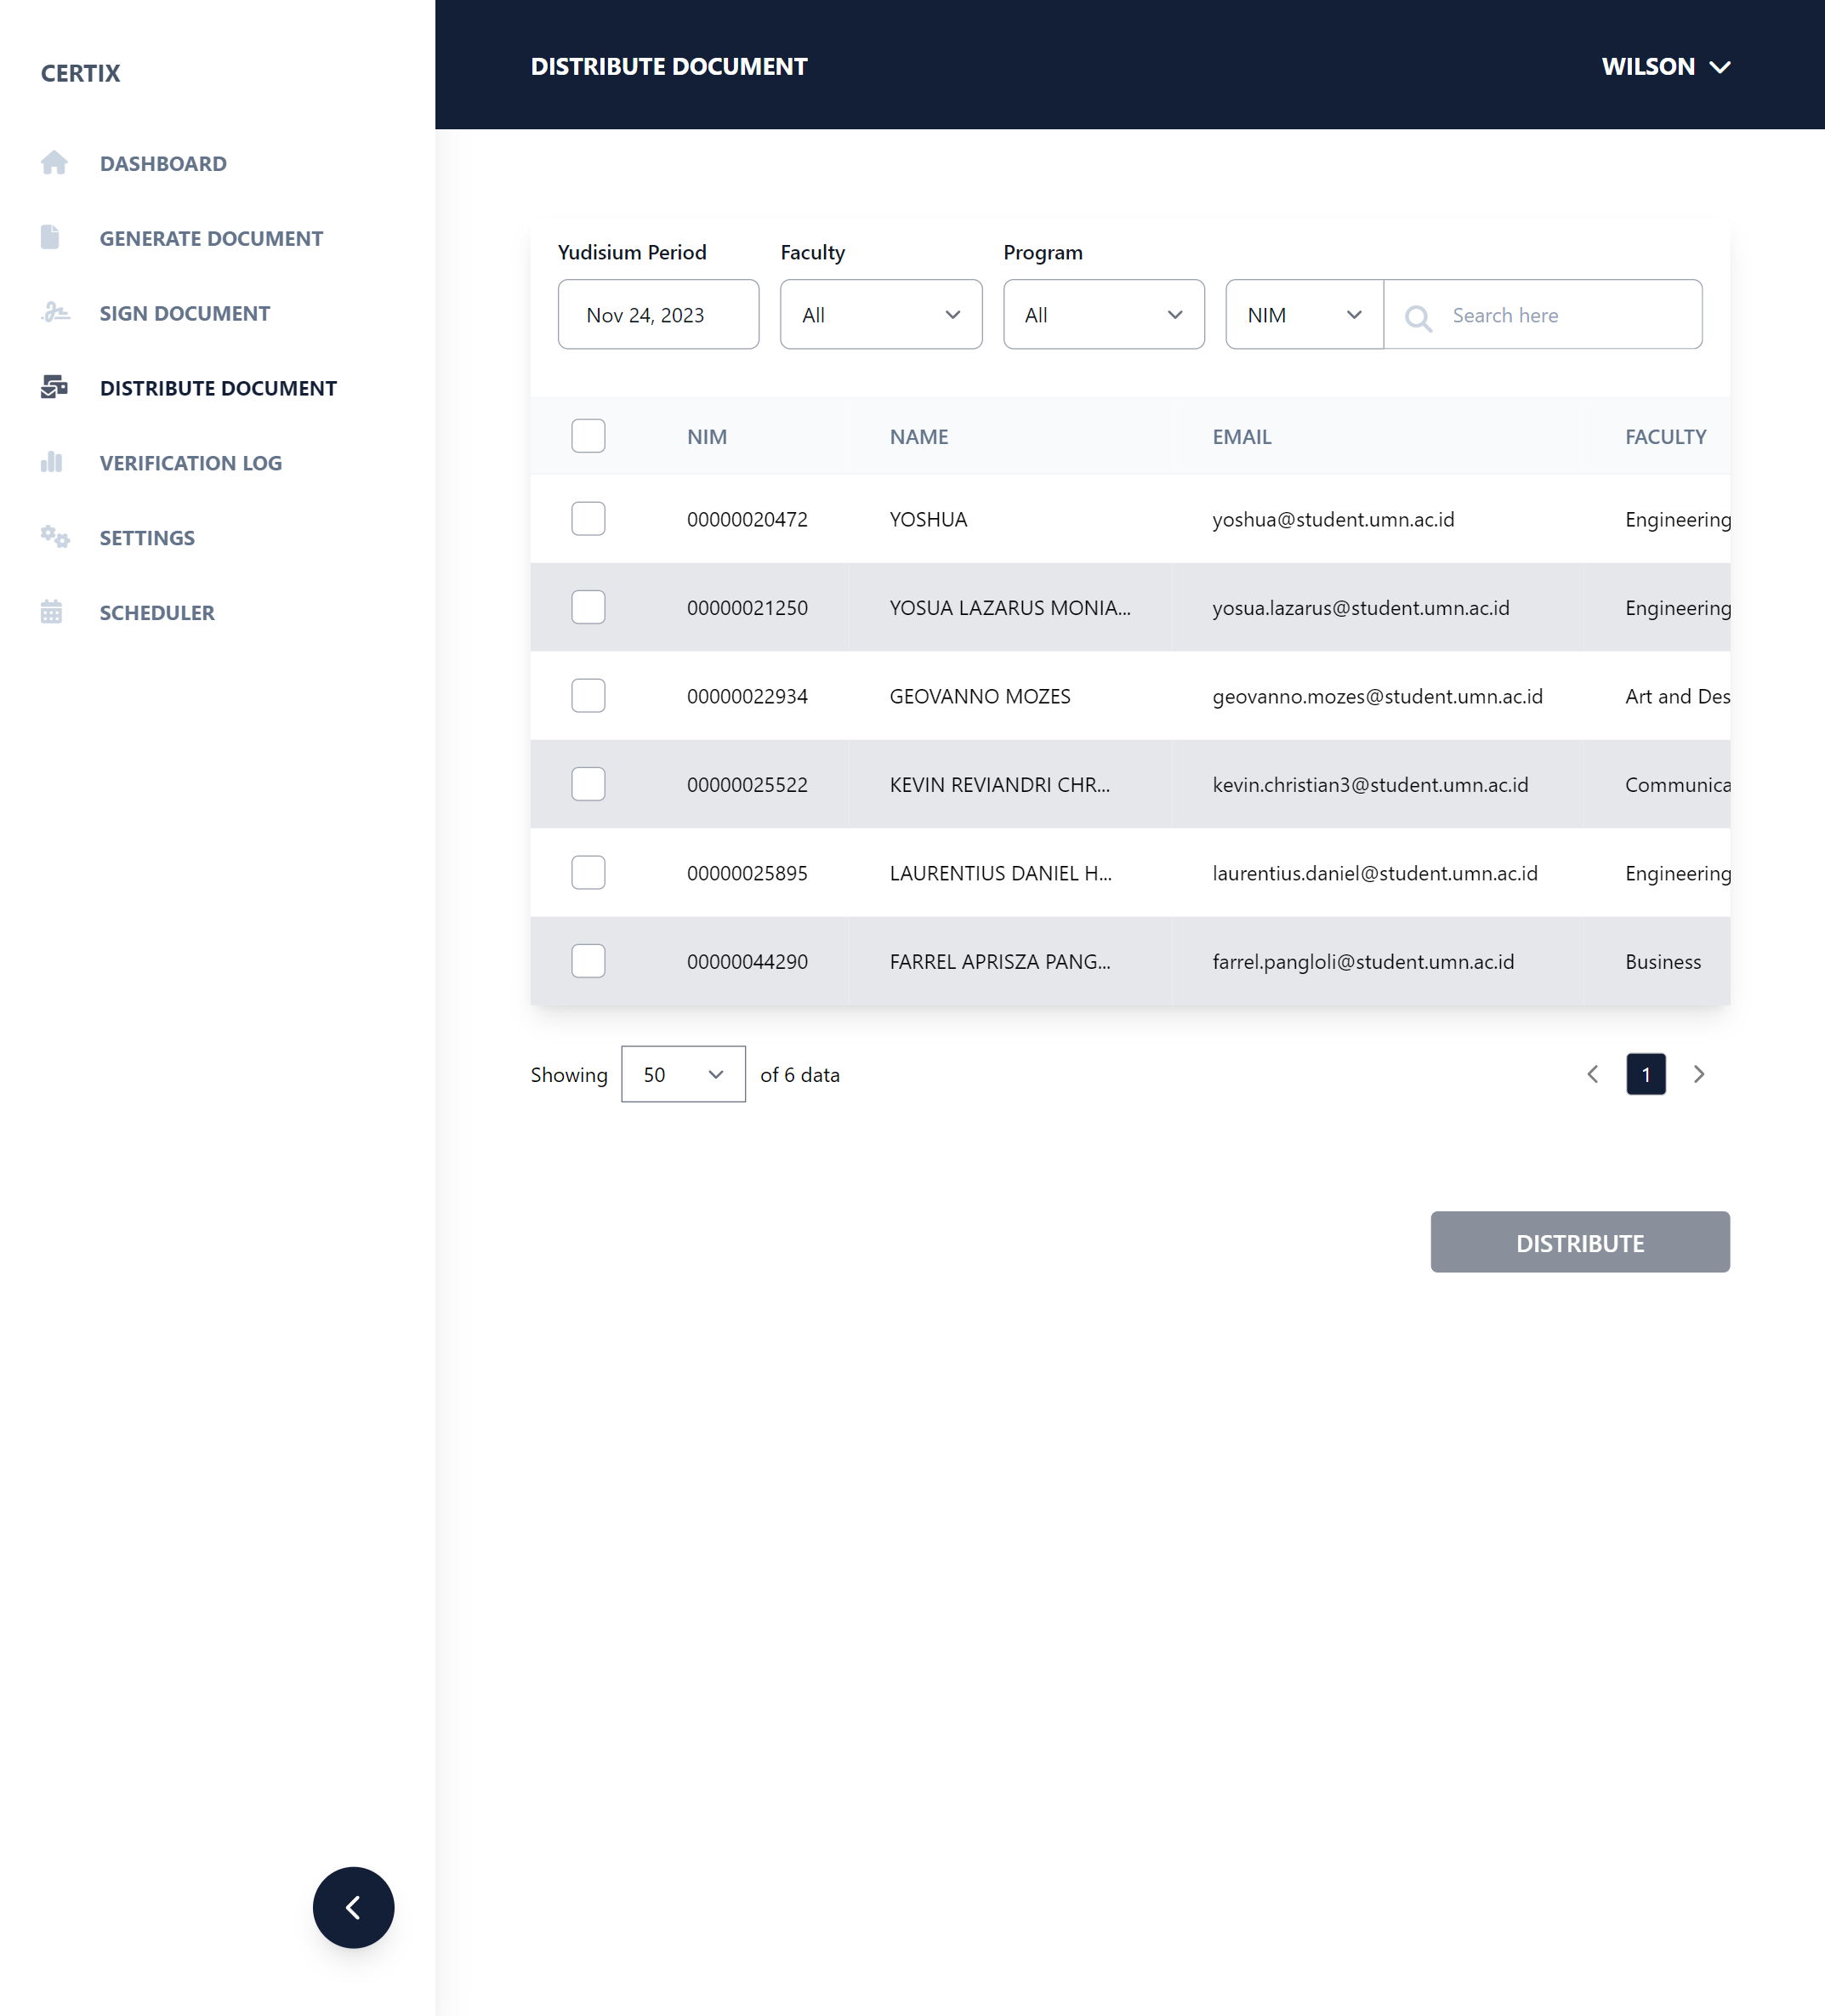 CERTIX
DASHBOARD
GENERATE DOCUMENT
SIGN DOCUMENT
DISTRIBUTE DOCUMENT
VERIFICATION LOG
SETTINGS
SCHEDULER
DISTRIBUTE DOCUMENT WILSON
Yudisium Period Faculty Program
Nov 24, 2023 All All NIM Search here
NIM NAME EMAIL FACULTY
00000020472 YOSHUA yoshua@student.umn.ac.id Engineering
00000021250 YOSUA LAZARUS MONIA... yosua.lazarus@student.umn.ac.id Engineering
00000022934 GEOVANNO MOZES geovanno.mozes@student.umn.ac.id Art and Des
00000025522 KEVIN REVIANDRI CHR... kevin.christian3@student.umn.ac.id Communica
00000025895 LAURENTIUS DANIEL H... laurentius.daniel@student.umn.ac.id Engineering
00000044290 FARREL APRISZA PANG... farrel.pangloli@student.umn.ac.id Business
Showing 50 of 6 data 1
DISTRIBUTE